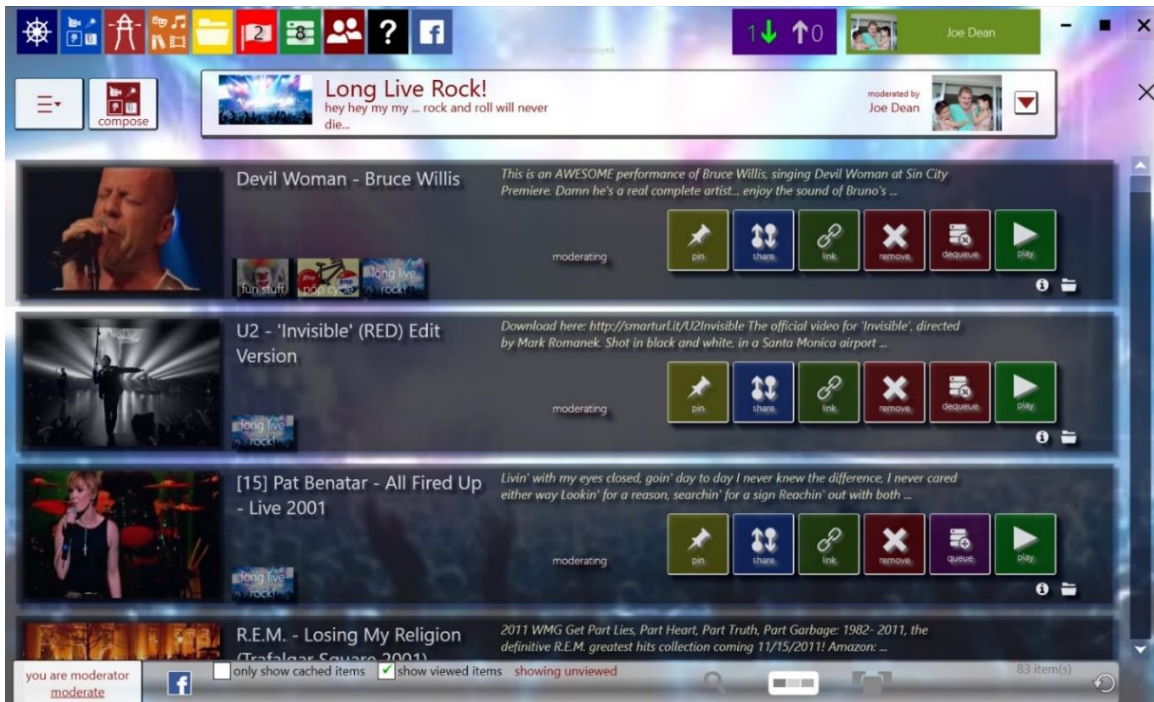 2
8
?
f
not deployed
1
0
Joe Dean
compose
Long Live Rock!
hey hey my my ... rock and roll will never
die...
moderated by
Joe Dean
Devil Woman - Bruce Willis
This is an AWESOME performance of Bruce Willis, singing Devil Woman at Sin City
Premiere. Damn he's a real complete artist... enjoy the sound of Bruno's ...
fun stuff
pop cycle
long live
rock!
moderating
pin
share
link
remove
dequeue
play
U2 - 'Invisible' (RED) Edit
Version
Download here: http://smarturl.it/U2Invisible The official video for 'Invisible', directed
by Mark Romanek. Shot in black and white, in a Santa Monica airport ...
long live
rock!
moderating
pin
share
link
remove
dequeue
play
[15] Pat Benatar - All Fired Up
- Live 2001
Livin' with my eyes closed, goin' day to day I never knew the difference, I never cared
either way Lookin' for a reason, searchin' for a sign Reachin' out with both ...
long live
rock!
moderating
pin
share
link
remove
queue
play
R.E.M. - Losing My Religion
(Trafalgar Square 2001)
2011 WMG Get Part Lies, Part Heart, Part Truth, Part Garbage: 1982- 2011, the
definitive R.E.M. greatest hits collection coming 11/15/2011! Amazon: ...
you are moderator
moderate
f
only show cached items
show viewed items
showing unviewed
83 item(s)